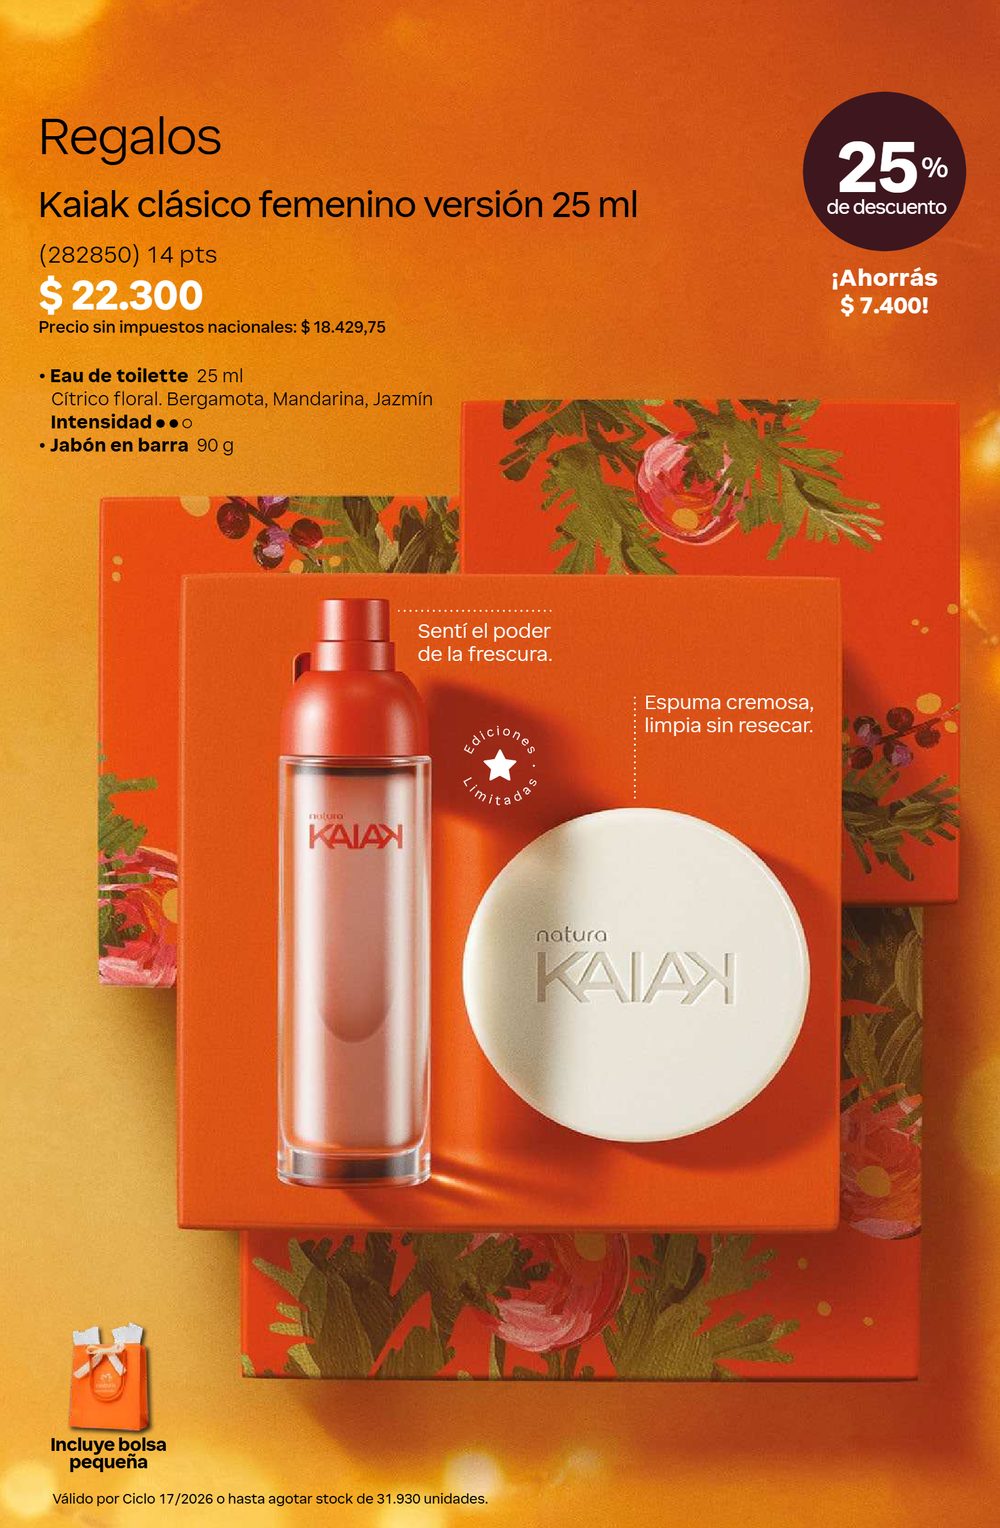 Regalos
Kaiak clásico femenino versión 25 ml
(282850) 14 pts
$ 22.300
Precio sin impuestos nacionales: $ 18.429,75
25%
de descuento
¡Ahorrás
$ 7.400!
• Eau de toilette 25 ml
Cítrico floral. Bergamota, Mandarina, Jazmín
Intensidad ●●○
• Jabón en barra 90 g
Sentí el poder
de la frescura.
Espuma cremosa,
limpia sin resecar.
Ediciones
Limitadas
natura
KAIAK
natura
KAIAK
Incluye bolsa
pequeña
Válido por Ciclo 17/2026 o hasta agotar stock de 31.930 unidades.